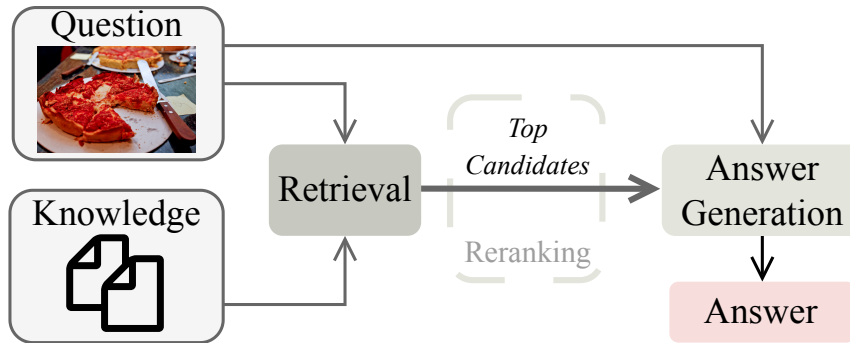 Question
Knowledge
Retrieval
Top
Candidates
Reranking
Answer
Generation
Answer